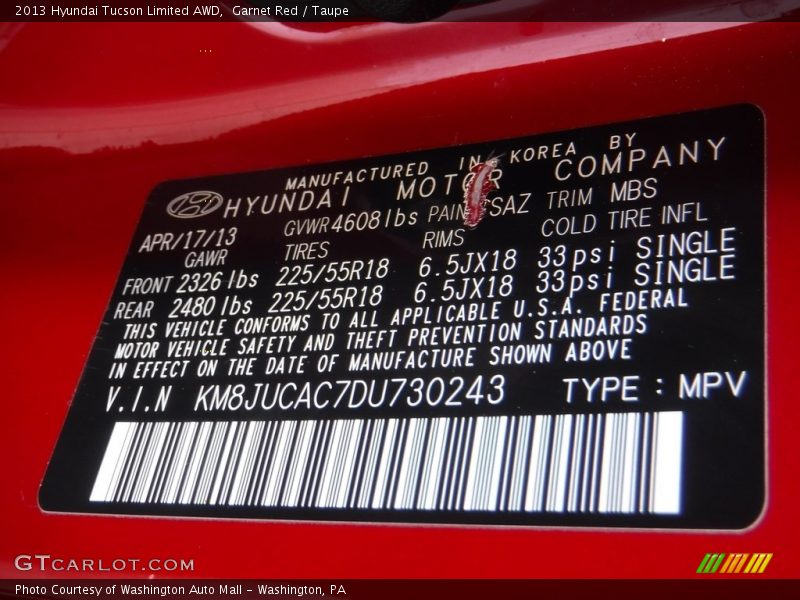 2013 Hyundai Tucson Limited AWD,  Garnet Red / Taupe
MANUFACTURED IN KOREA BY
HYUNDAI MOTOR COMPANY
APR/17/13 GVWR 4608 lbs PAINT SAZ TRIM MBS
GAWR TIRES RIMS COLD TIRE INFL
FRONT 2326 lbs 225/55R18 6.5JX18 33psi SINGLE
REAR 2480 lbs 225/55R18 6.5JX18 33psi SINGLE
THIS VEHICLE CONFORMS TO ALL APPLICABLE U.S.A. FEDERAL
MOTOR VEHICLE SAFETY AND THEFT PREVENTION STANDARDS
IN EFFECT ON THE DATE OF MANUFACTURE SHOWN ABOVE
V.I.N KM8JUCAC7DU730243 TYPE : MPV
GTCARLOT.COM
Photo Courtesy of Washington Auto Mall - Washington, PA